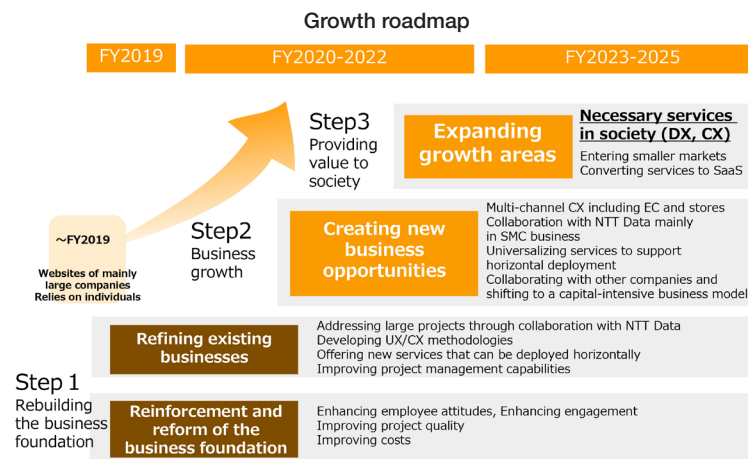 Growth roadmap
FY2019
FY2020-2022
FY2023-2025
Step3
Providing
value to
society
Expanding
growth areas
Necessary services
in society (DX, CX)
Entering smaller markets
Converting services to SaaS
~FY2019
Websites of mainly
large companies
Relies on individuals
Step2
Business
growth
Creating new
business
opportunities
Multi-channel CX including EC and stores
Collaboration with NTT Data mainly
in SMC business
Universalizing services to support
horizontal deployment
Collaborating with other companies and
shifting to a capital-intensive business model
Step 1
Rebuilding
the business
foundation
Refining existing
businesses
Addressing large projects through collaboration with NTT Data
Developing UX/CX methodologies
Offering new services that can be deployed horizontally
Improving project management capabilities
Reinforcement and
reform of the
business foundation
Enhancing employee attitudes, Enhancing engagement
Improving project quality
Improving costs